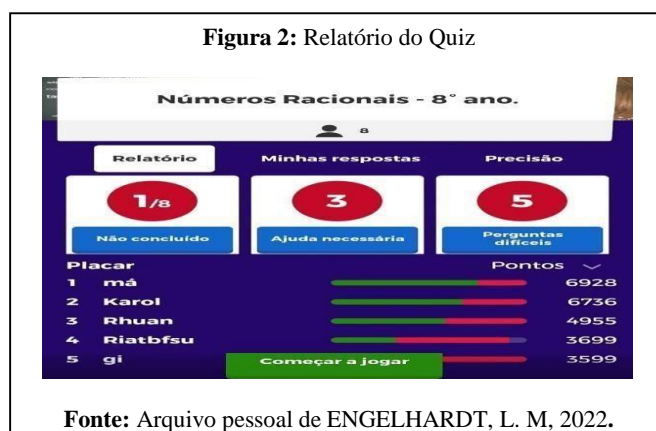 Figura 2: Relatório do Quiz
Números Racionais - 8° ano.
8
Relatório Minhas respostas Precisão
1/8 3 5
Não concluído Ajuda necessária Perguntas difíceis
Placar Pontos
1 má 6928
2 Karol 6736
3 Rhuan 4955
4 Riatbfsu 3699
5 gi 3599
Começar a jogar
Fonte: Arquivo pessoal de ENGELHARDT, L. M, 2022.